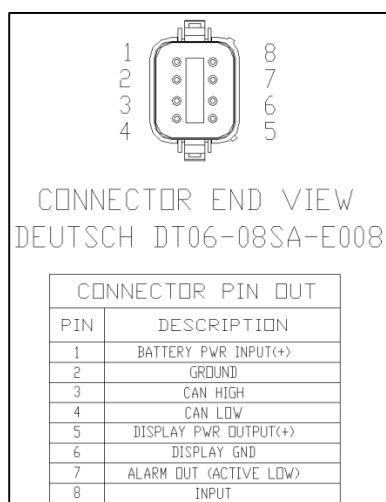 1 8
2 7
3 6
4 5
CONNECTOR END VIEW
DEUTSCH DT06-08SA-E008
CONNECTOR PIN OUT
PIN DESCRIPTION
1 BATTERY PWR INPUT(+)
2 GROUND
3 CAN HIGH
4 CAN LOW
5 DISPLAY PWR OUTPUT(+)
6 DISPLAY GND
7 ALARM OUT (ACTIVE LOW)
8 INPUT